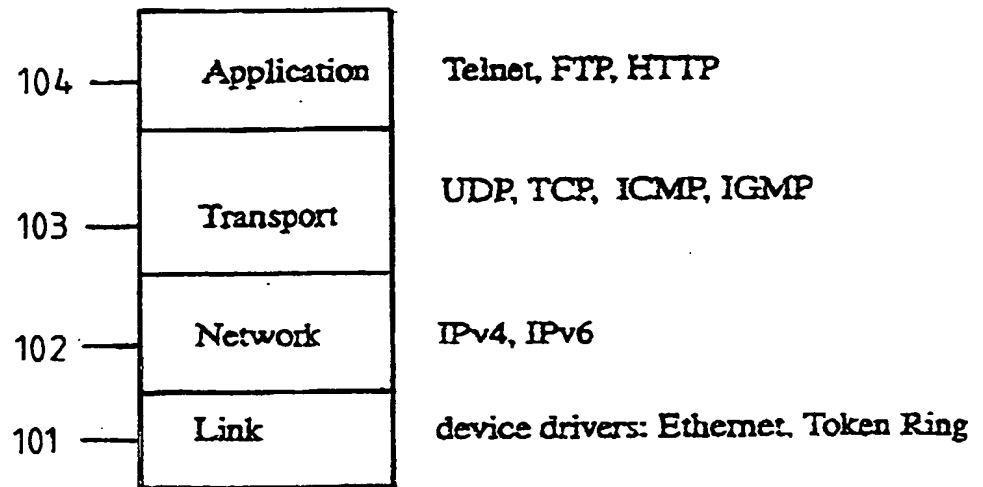 104 Application Telnet, FTP, HTTP
UDP, TCP, ICMP, IGMP
103 Transport
102 Network IPv4, IPv6
101 Link device drivers: Ethernet, Token Ring